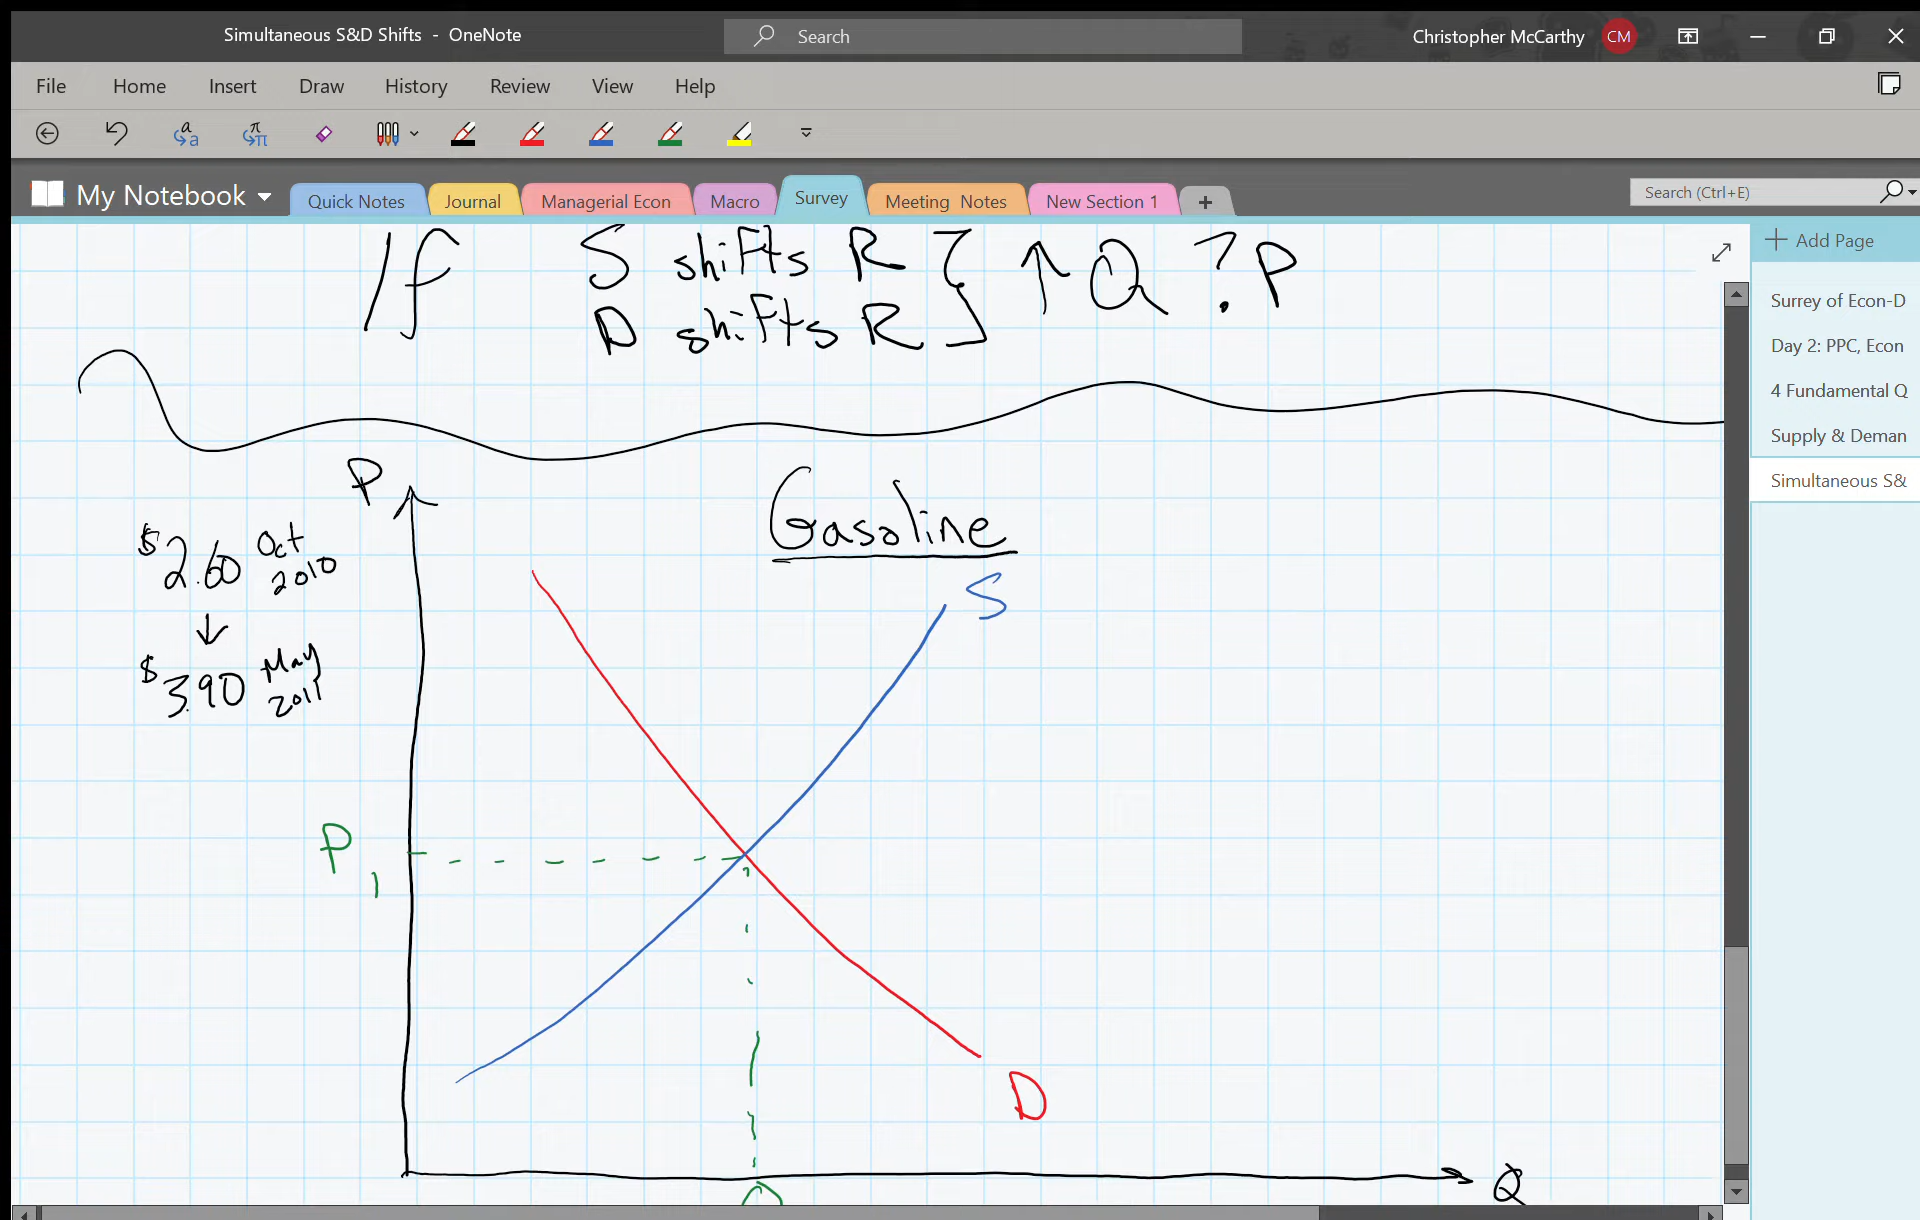 Simultaneous S&D Shifts - OneNote
Search
Christopher McCarthy CM
File Home Insert Draw History Review View Help
My Notebook
Quick Notes Journal Managerial Econ Macro Survey Meeting Notes New Section 1 +
Search (Ctrl+E)
Add Page
Surrey of Econ-D
Day 2: PPC, Econ
4 Fundamental Q
Supply & Deman
Simultaneous S&
If S shifts R } ↑Q ?P
D shifts R
P
Gasoline
$2.60 Oct 2010
↓
$3.90 May 2011
S
P1
D
Q